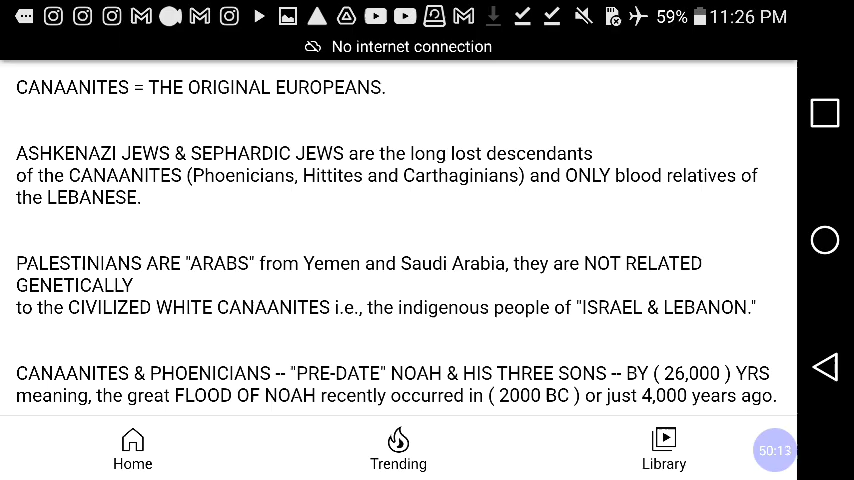 59% 11:26 PM
No internet connection
CANAANITES = THE ORIGINAL EUROPEANS.
ASHKENAZI JEWS & SEPHARDIC JEWS are the long lost descendants
of the CANAANITES (Phoenicians, Hittites and Carthaginians) and ONLY blood relatives of
the LEBANESE.
PALESTINIANS ARE "ARABS" from Yemen and Saudi Arabia, they are NOT RELATED
GENETICALLY
to the CIVILIZED WHITE CANAANITES i.e., the indigenous people of "ISRAEL & LEBANON."
CANAANITES & PHOENICIANS -- "PRE-DATE" NOAH & HIS THREE SONS -- BY ( 26,000 ) YRS
meaning, the great FLOOD OF NOAH recently occurred in ( 2000 BC ) or just 4,000 years ago.
Home Trending Library
50:13